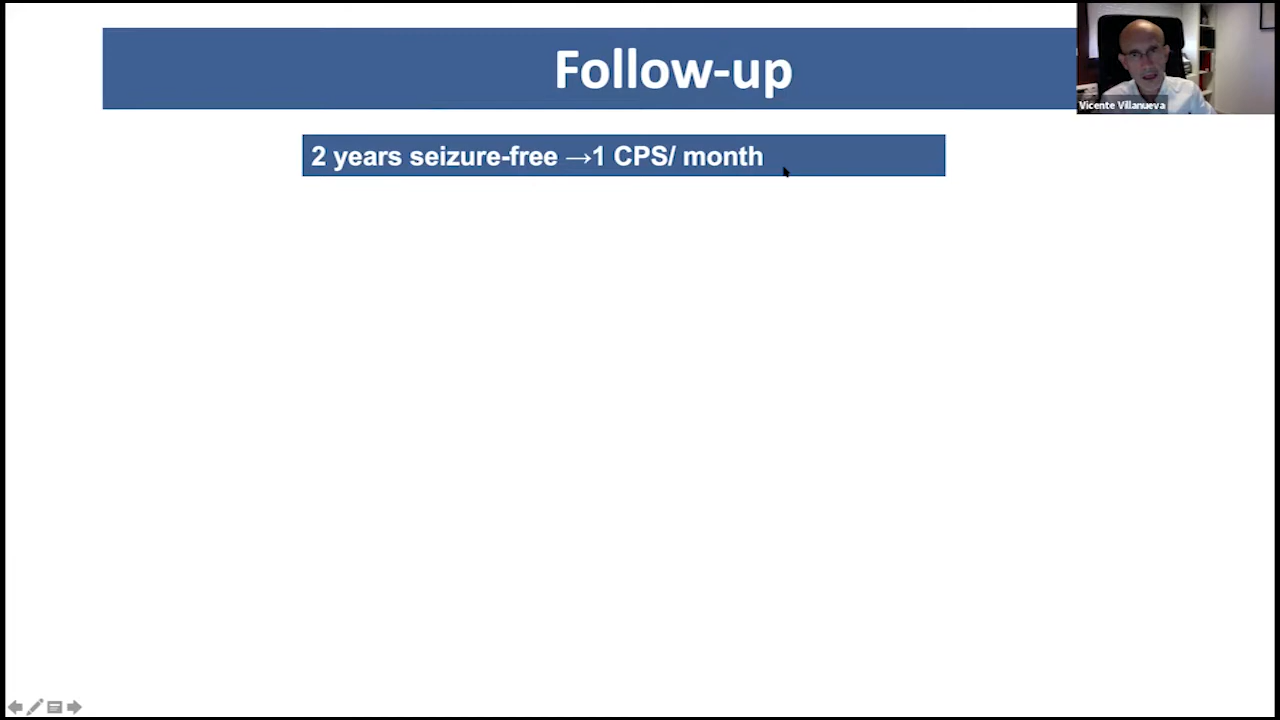 Follow-up
Vicente Villanueva
2 years seizure-free →1 CPS/ month